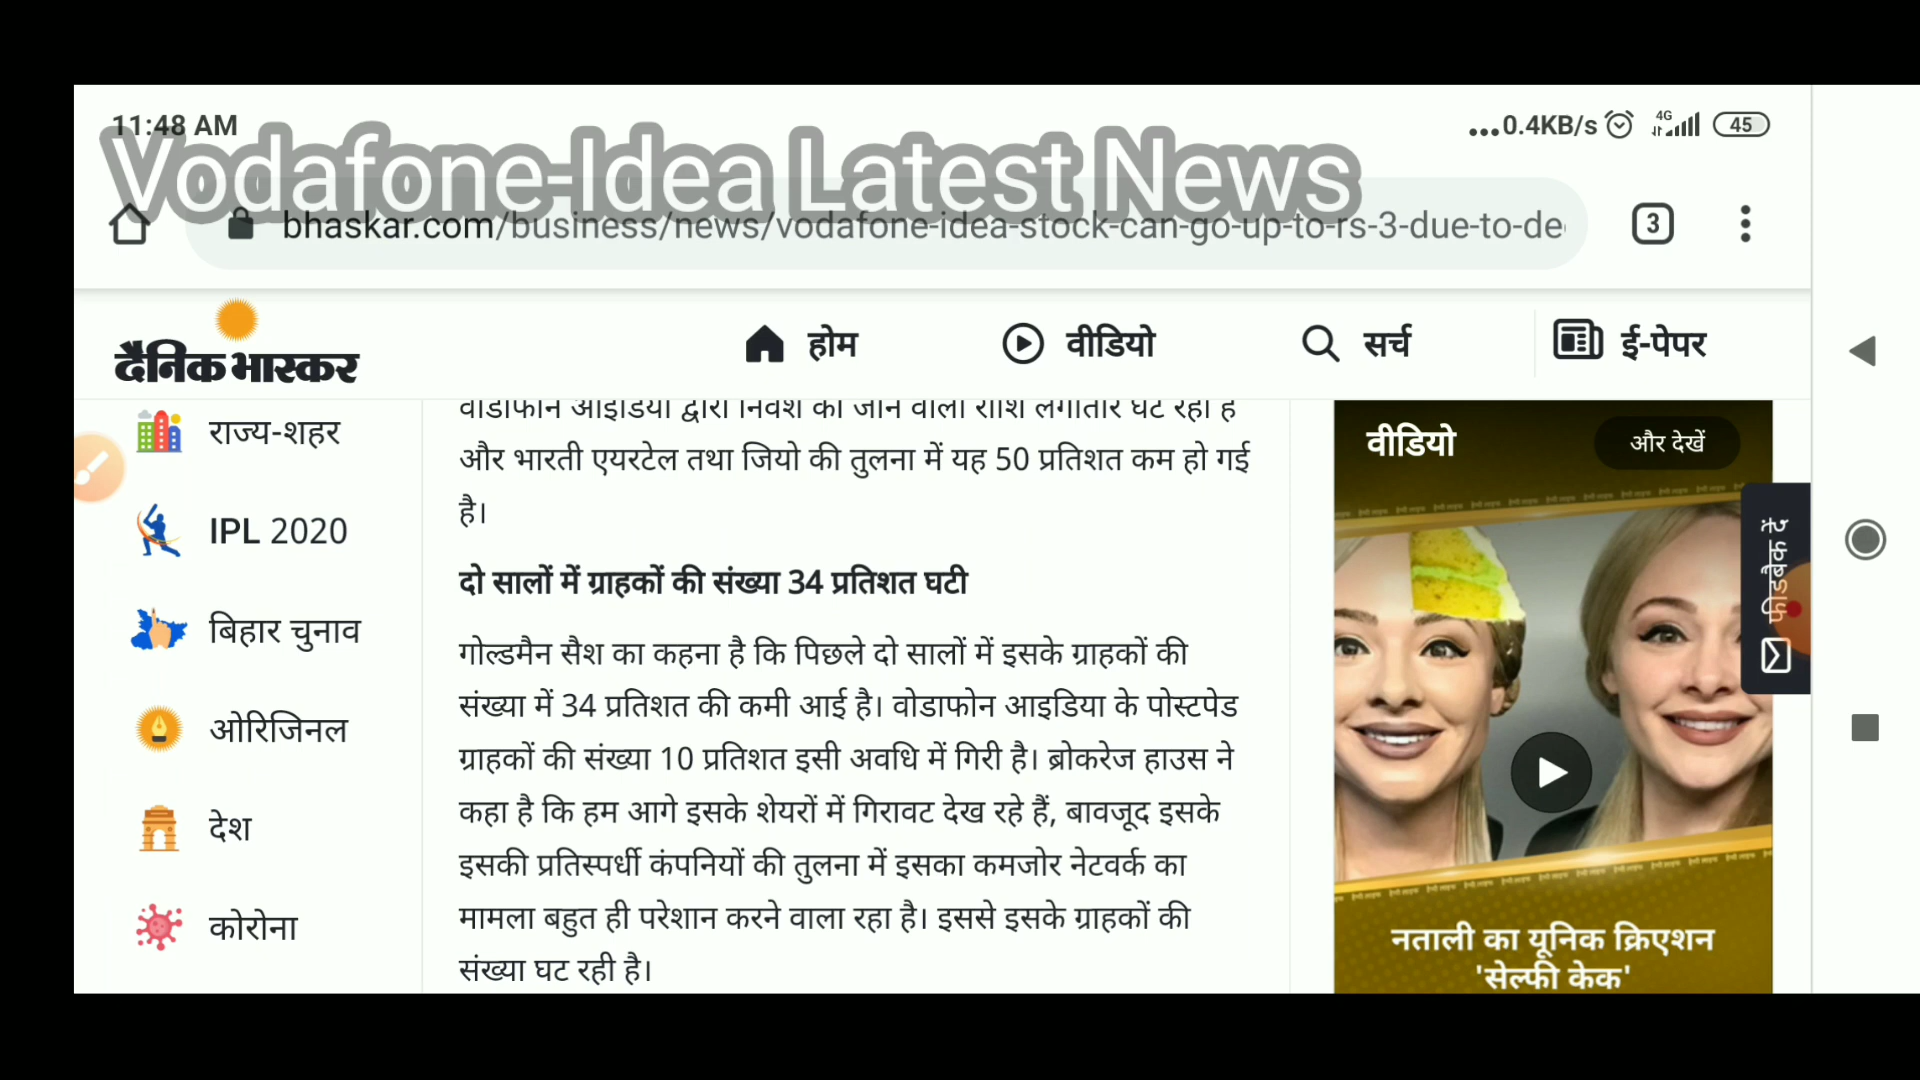 11:48 AM
...0.4KB/s
4G
45
Vodafone-Idea Latest News
bhaskar.com/business/news/vodafone-idea-stock-can-go-up-to-rs-3-due-to-de
3
दैनिक भास्कर
होम
वीडियो
सर्च
ई-पेपर
राज्य-शहर
IPL 2020
बिहार चुनाव
ओरिजिनल
देश
कोरोना
वोडाफोन आइडिया द्वारा निवेश की जाने वाली राशि लगातार घट रही है
और भारती एयरटेल तथा जियो की तुलना में यह 50 प्रतिशत कम हो गई
है।
दो सालों में ग्राहकों की संख्या 34 प्रतिशत घटी
गोल्डमैन सैश का कहना है कि पिछले दो सालों में इसके ग्राहकों की
संख्या में 34 प्रतिशत की कमी आई है। वोडाफोन आइडिया के पोस्टपेड
ग्राहकों की संख्या 10 प्रतिशत इसी अवधि में गिरी है। ब्रोकरेज हाउस ने
कहा है कि हम आगे इसके शेयरों में गिरावट देख रहे हैं, बावजूद इसके
इसकी प्रतिस्पर्धी कंपनियों की तुलना में इसका कमजोर नेटवर्क का
मामला बहुत ही परेशान करने वाला रहा है। इससे इसके ग्राहकों की
संख्या घट रही है।
वीडियो
और देखें
फीडबैक दें
नताली का यूनिक क्रिएशन
'सेल्फी केक'